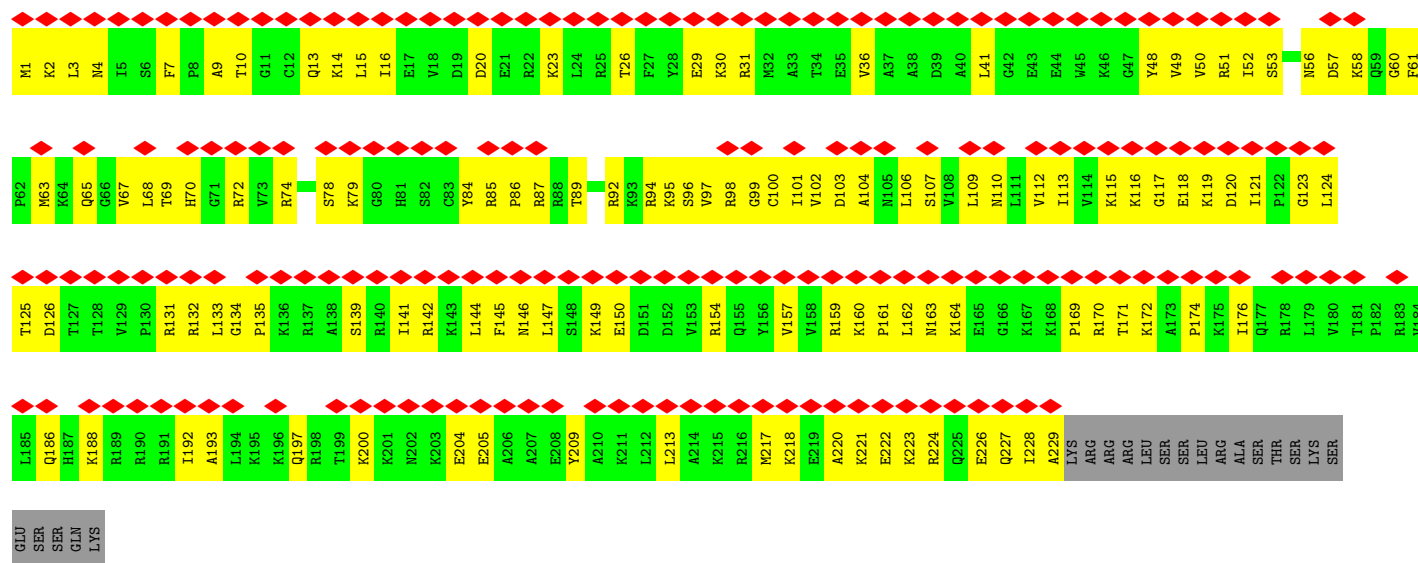 M1 K2 L3 N4 I5 S6 F7 P8 A9 T10 G11 C12 Q13 K14 L15 I16 E17 V18 D19 D20 E21 R22 K23 L24 R25 T26 F27 Y28 E29 K30 R31 M32 A33 T34 E35 V36 A37 A38 D39 A40 L41 G42 E43 E44 W45 K46 G47 Y48 V49 V50 R51 I52 S53 N56 D57 K58 Q59 G60 F61
P62 M63 K64 Q65 G66 V67 L68 T69 H70 G71 R72 V73 R74 S78 K79 G80 H81 S82 C83 Y84 R85 P86 R87 R88 T89 R92 K93 R94 K95 S96 V97 R98 G99 C100 I101 V102 D103 A104 N105 L106 S107 V108 L109 N110 L111 V112 I113 V114 K115 K116 G117 E118 K119 D120 I121 P122 G123 L124
T125 D126 T127 T128 V129 P130 R131 R132 L133 G134 P135 K136 R137 A138 S139 R140 I141 R142 K143 L144 F145 N146 L147 S148 K149 E150 D151 D152 V153 R154 Q155 Y156 V157 V158 R159 K160 P161 L162 N163 K164 E165 G166 K167 K168 P169 R170 T171 K172 A173 P174 K175 I176 Q177 R178 L179 V180 T181 P182 R183
L185 Q186 H187 K188 R189 R190 R191 I192 A193 L194 K195 K196 Q197 R198 T199 K200 K201 N202 K203 E204 E205 A206 A207 E208 Y209 A210 K211 L212 L213 A214 K215 R216 M217 K218 E219 A220 K221 E222 K223 R224 Q225 E226 Q227 I228 A229 LYS ARG ARG ARG LEU SER SER LEU ARG ALA SER THR SER LYS SER
GLU SER SER GLN LYS